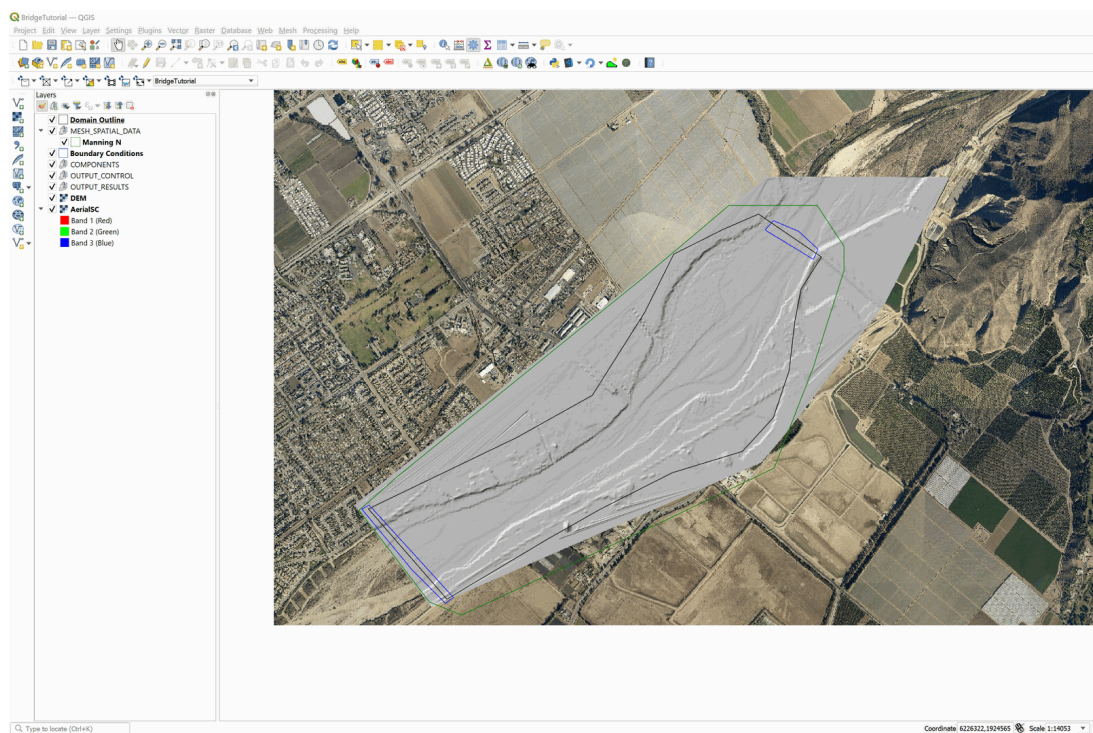 BridgeTutorial — QGIS
Project Edit View Layer Settings Plugins Vector Raster Database Web Mesh Processing Help
BridgeTutorial
Layers
Domain Outline
MESH_SPATIAL_DATA
Manning N
Boundary Conditions
COMPONENTS
OUTPUT_CONTROL
OUTPUT_RESULTS
DEM
AerialSC
Band 1 (Red)
Band 2 (Green)
Band 3 (Blue)
Type to locate (Ctrl+K)
Coordinate 6226322,1924565 Scale 1:14053